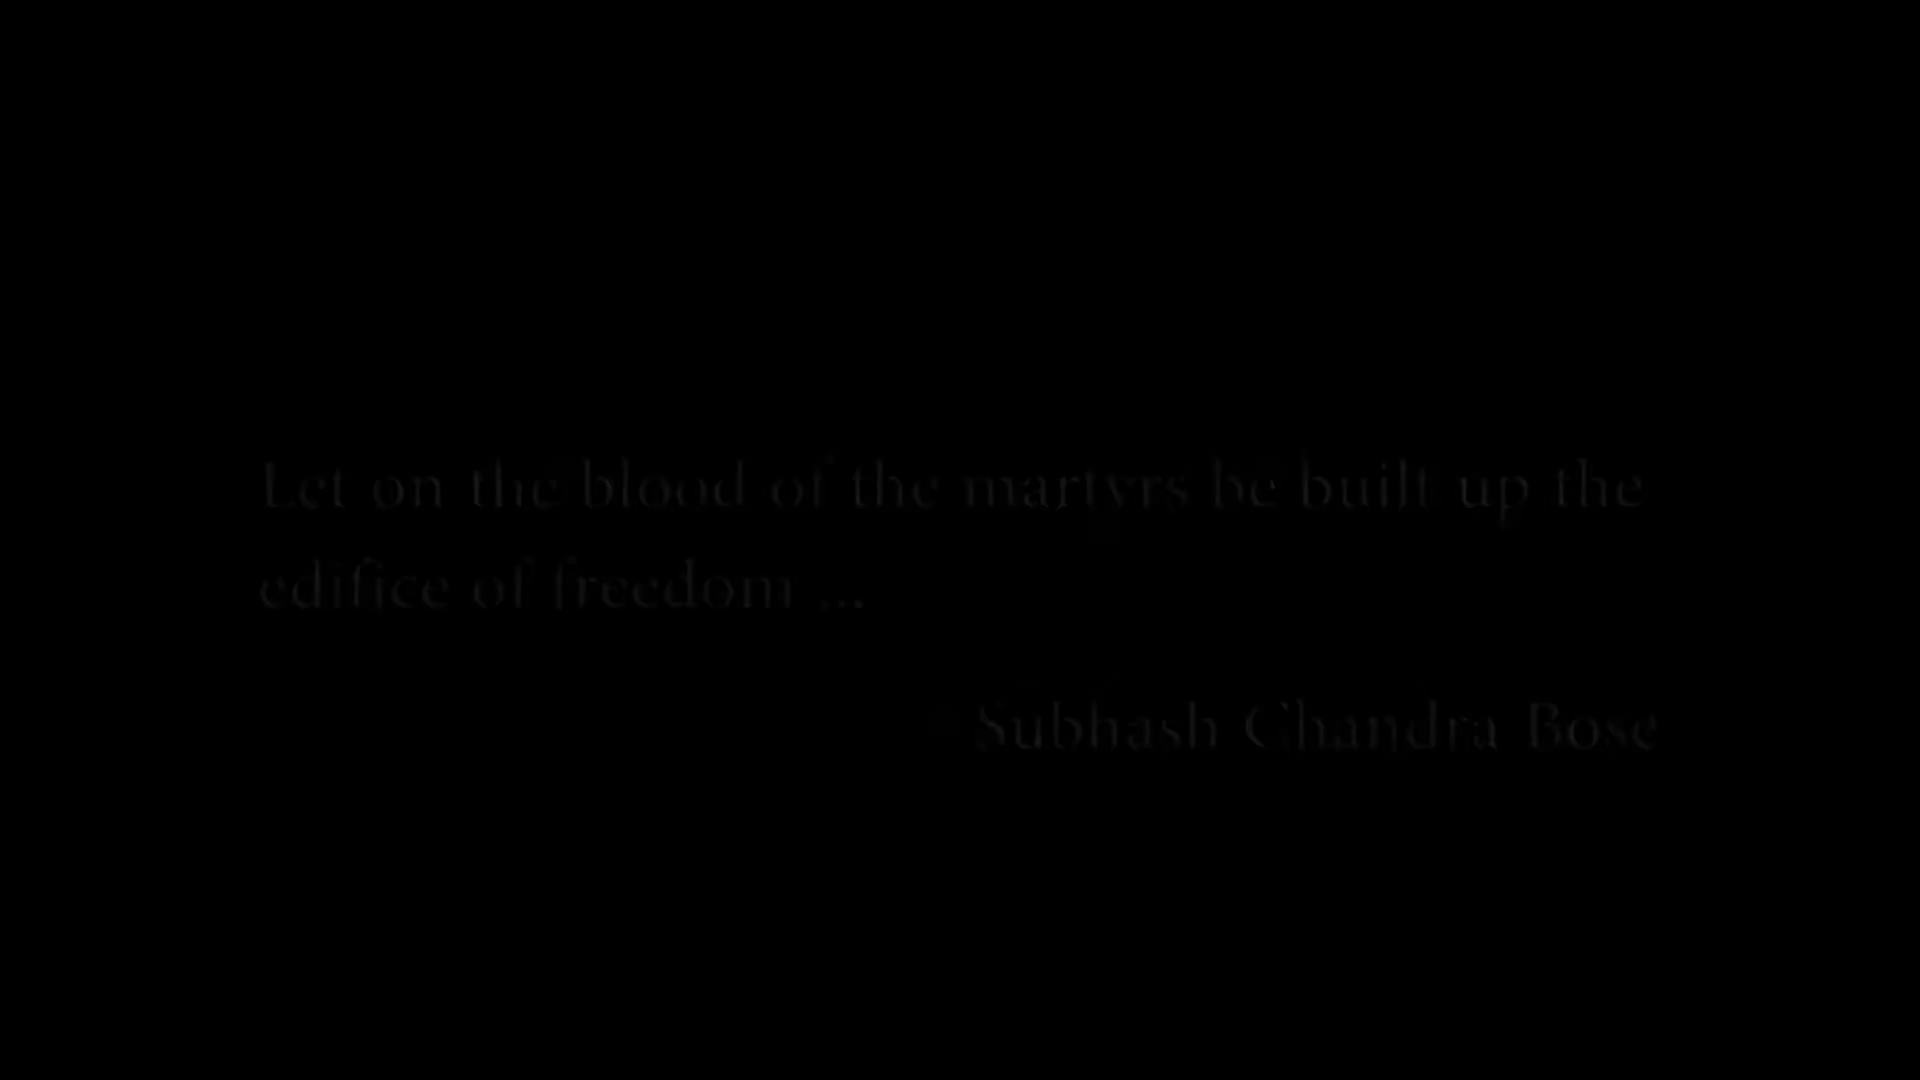 Let on the blood of the martyrs be built up the
edifice of freedom ...
- Subhash Chandra Bose